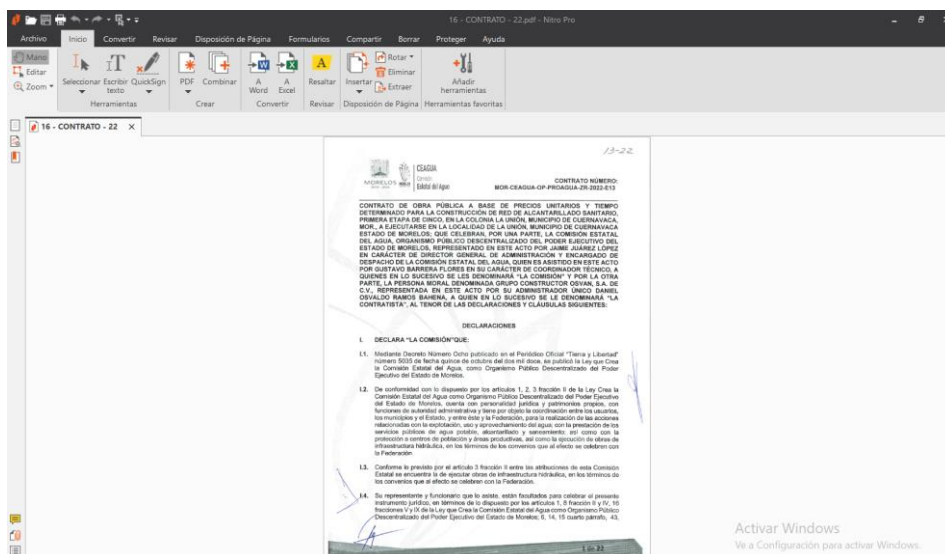 16 - CONTRATO - 22.pdf - Nitro Pro
Archivo Inicio Convertir Revisar Disposición de Página Formularios Compartir Borrar Proteger Ayuda
Mano
Editar
Zoom
Seleccionar Escribir texto QuickSign
Herramientas
PDF Combinar
Crear
A Word A Excel
Convertir
Resaltar
Revisar
Insertar
Rotar
Eliminar
Extraer
Disposición de Página
Añadir herramientas
Herramientas favoritas
16 - CONTRATO - 22
13-22
MORELOS
CEAGUA
Comisión
Estatal del Agua
CONTRATO NÚMERO:
MOR-CEAGUA-OP-PROAGUA-ZR-2022-E13
CONTRATO DE OBRA PÚBLICA A BASE DE PRECIOS UNITARIOS Y TIEMPO
DETERMINADO PARA LA CONSTRUCCIÓN DE RED DE ALCANTARILLADO SANITARIO,
PRIMERA ETAPA DE CINCO, EN LA COLONIA LA UNIÓN, MUNICIPIO DE CUERNAVACA,
MOR., A EJECUTARSE EN LA LOCALIDAD DE LA UNIÓN, MUNICIPIO DE CUERNAVACA
ESTADO DE MORELOS; QUE CELEBRAN, POR UNA PARTE, LA COMISIÓN ESTATAL
DEL AGUA, ORGANISMO PÚBLICO DESCENTRALIZADO DEL PODER EJECUTIVO DEL
ESTADO DE MORELOS, REPRESENTADO EN ESTE ACTO POR JAIME JUÁREZ LÓPEZ
EN CARÁCTER DE DIRECTOR GENERAL DE ADMINISTRACIÓN Y ENCARGADO DE
DESPACHO DE LA COMISIÓN ESTATAL DEL AGUA, QUIEN ES ASISTIDO EN ESTE ACTO
POR GUSTAVO BARRERA FLORES EN SU CARÁCTER DE COORDINADOR TÉCNICO, A
QUIENES EN LO SUCESIVO SE LES DENOMINARÁ "LA COMISIÓN" Y POR LA OTRA
PARTE, LA PERSONA MORAL DENOMINADA GRUPO CONSTRUCTOR OSVAN, S.A. DE
C.V., REPRESENTADA EN ESTE ACTO POR SU ADMINISTRADOR ÚNICO DANIEL
OSVALDO RAMOS BAHENA, A QUIEN EN LO SUCESIVO SE LE DENOMINARÁ "LA
CONTRATISTA", AL TENOR DE LAS DECLARACIONES Y CLÁUSULAS SIGUIENTES:
DECLARACIONES
I. DECLARA "LA COMISIÓN"QUE:
I.1. Mediante Decreto Número Ocho publicado en el Periódico Oficial "Tierra y Libertad"
número 5035 de fecha quince de octubre del dos mil doce, se publicó la Ley que Crea
la Comisión Estatal del Agua, como Organismo Público Descentralizado del Poder
Ejecutivo del Estado de Morelos.
I.2. De conformidad con lo dispuesto por los artículos 1, 2, 3 fracción II de la Ley Crea la
Comisión Estatal del Agua como Organismo Público Descentralizado del Poder Ejecutivo
del Estado de Morelos, cuenta con personalidad jurídica y patrimonios propios, con
funciones de autoridad administrativa y tiene por objeto la coordinación entre los usuarios,
los municipios y el Estado, y entre éste y la Federación, para la realización de las acciones
relacionadas con la explotación, uso y aprovechamiento del agua; con la prestación de los
servicios públicos de agua potable, alcantarillado y saneamiento; así como con la
protección a centros de población y áreas productivas, así como la ejecución de obras de
infraestructura hidráulica, en los términos de los convenios que al efecto se celebren con
la Federación.
I.3. Conforme lo previsto por el artículo 3 fracción II entre las atribuciones de esta Comisión
Estatal se encuentra la de ejecutar obras de infraestructura hidráulica, en los términos de
los convenios que al efecto se celebren con la Federación.
I.4. Su representante y funcionario que lo asiste, están facultados para celebrar el presente
instrumento jurídico, en términos de lo dispuesto por los artículos 1, 8 fracción II y IV, 10
fracciones V y IX de la Ley que Crea la Comisión Estatal del Agua como Organismo Público
Descentralizado del Poder Ejecutivo del Estado de Morelos; 6, 14, 15 cuarto párrafo, 43,
1 de 22
Activar Windows
Ve a Configuración para activar Windows.